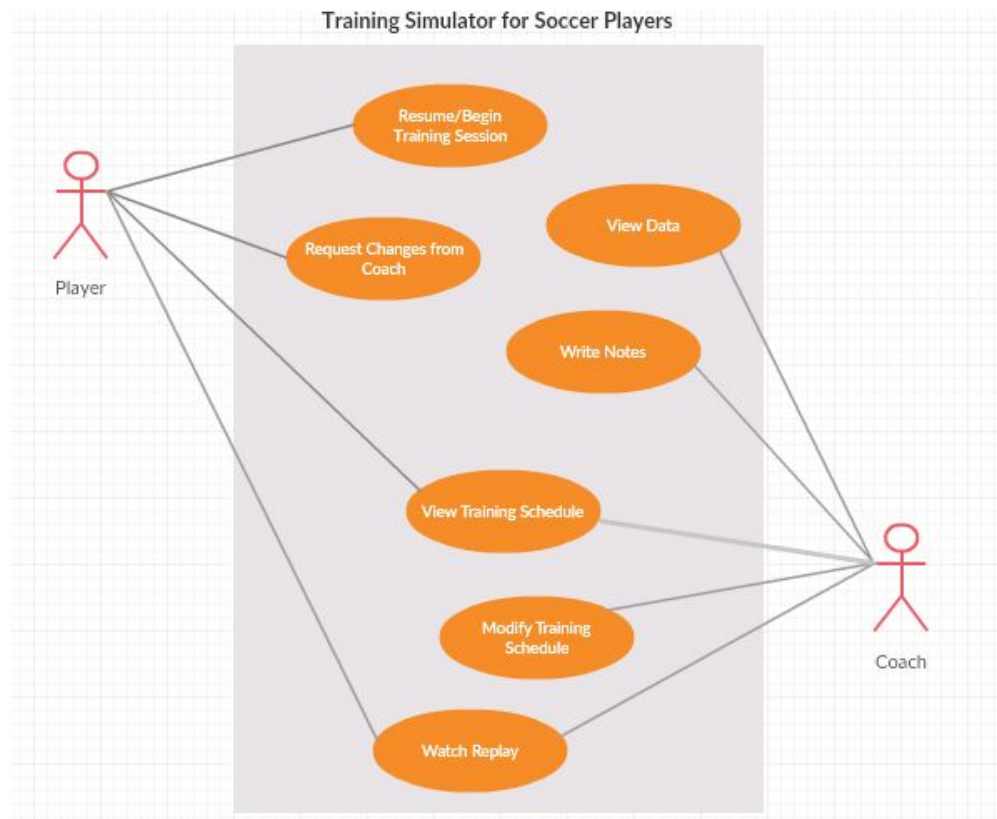 Training Simulator for Soccer Players
Resume/Begin
Training Session
View Data
Request Changes from
Coach
Player
Write Notes
View Training Schedule
Modify Training
Schedule
Coach
Watch Replay